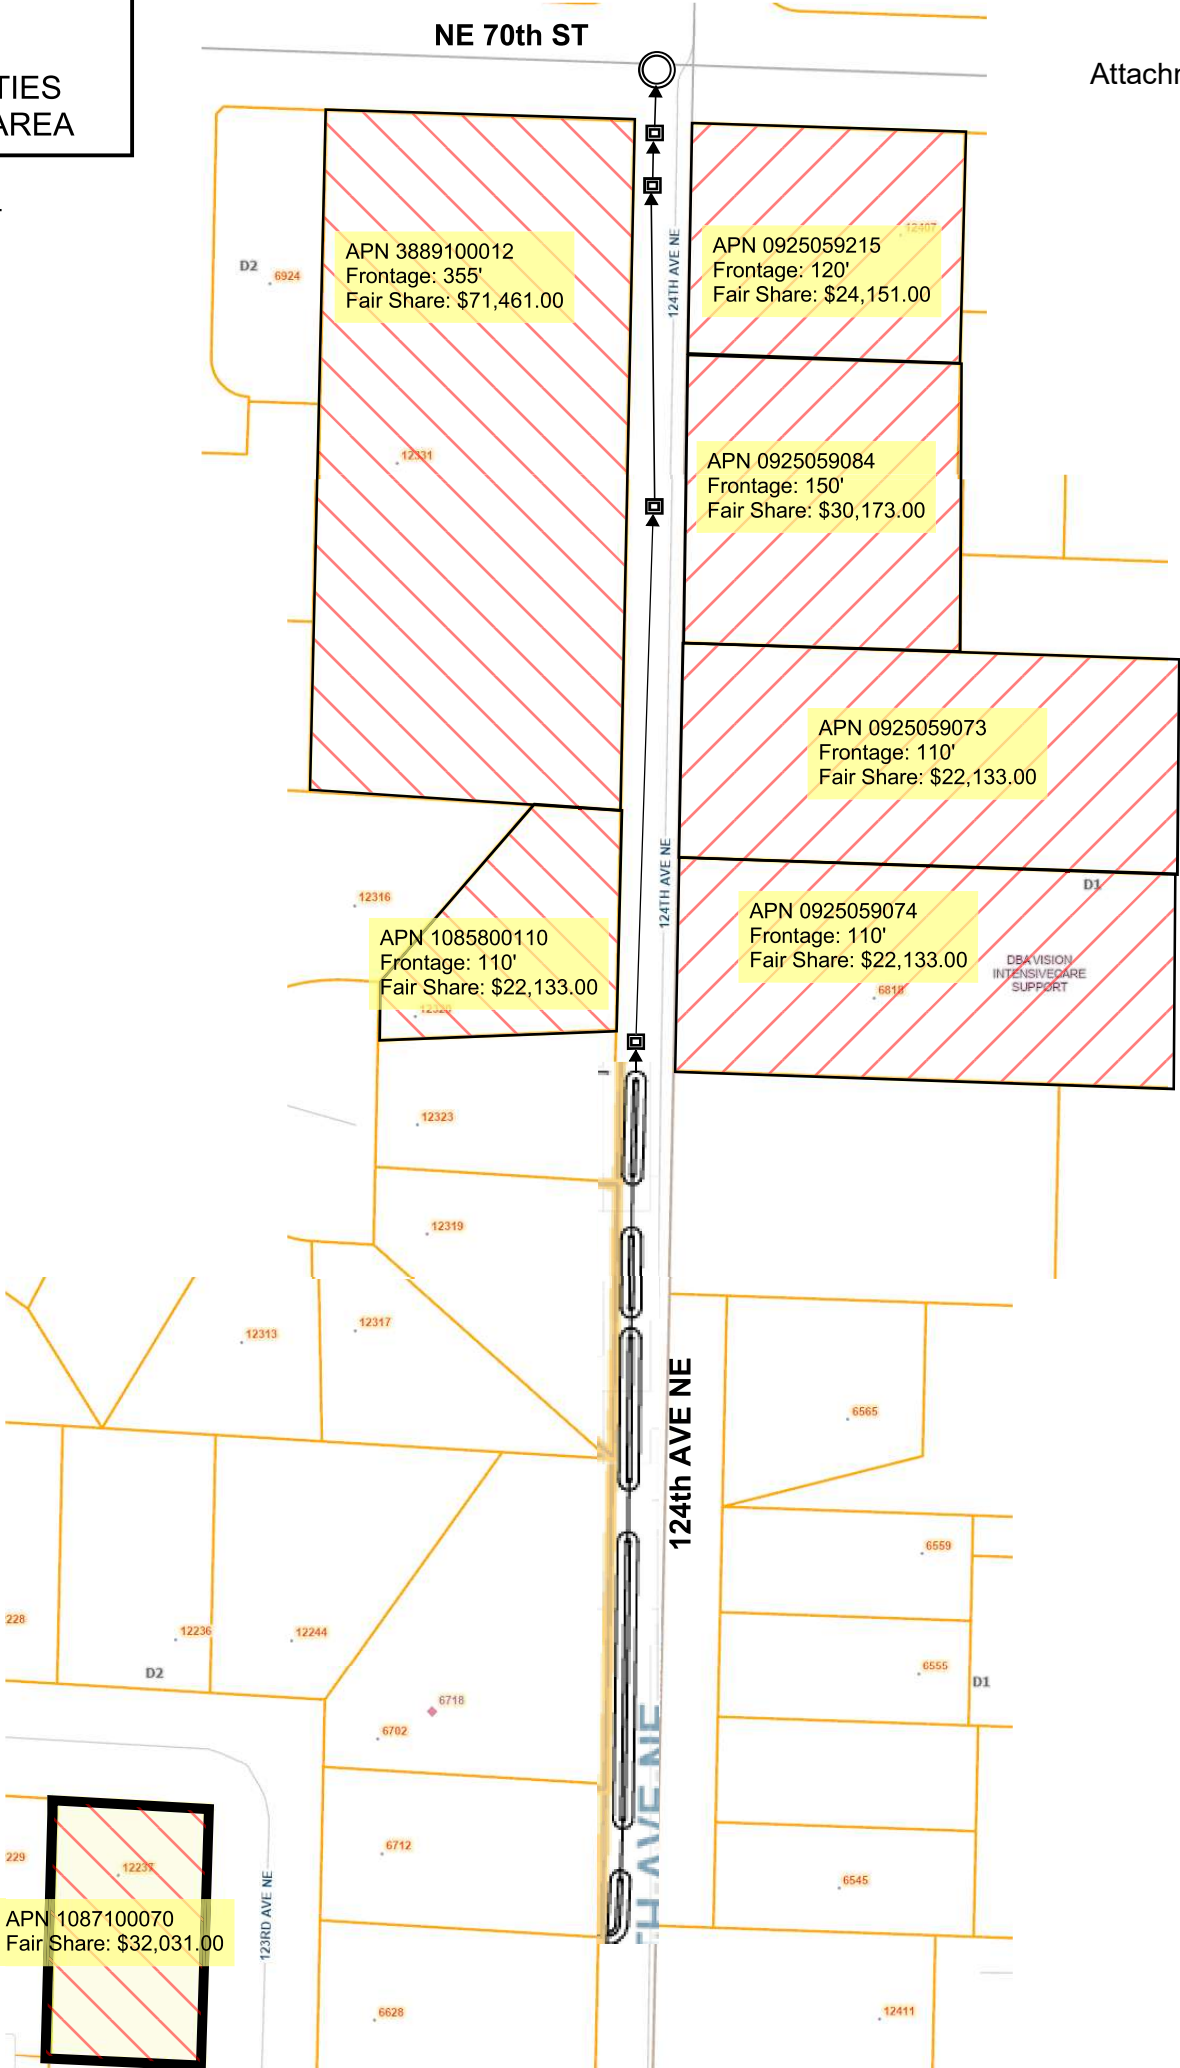 NE 70th ST
TIES
AREA
Attachr
12407
APN 3889100012
Frontage: 355'
Fair Share: $71,461.00
APN 0925059215
Frontage: 120'
Fair Share: $24,151.00
D2
6924
124TH AVE NE
12331
APN 0925059084
Frontage: 150'
Fair Share: $30,173.00
APN 0925059073
Frontage: 110'
Fair Share: $22,133.00
124TH AVE NE
D1
12316
APN 0925059074
Frontage: 110'
Fair Share: $22,133.00
APN 1085800110
Frontage: 110'
Fair Share: $22,133.00
DBA VISION
INTENSIVECARE
SUPPORT
6818
12320
12323
12319
12317
12313
124th AVE NE
6565
6559
228
12236
12244
6555
D2
D1
6718
6702
TH AVE NE
6712
229
12237
6545
APN 1087100070
Fair Share: $32,031.00
123RD AVE NE
6628
12411